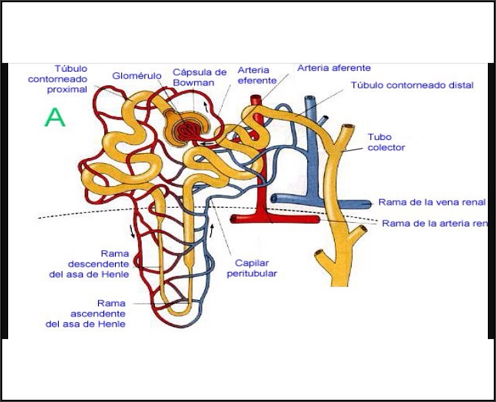 Túbulo
contorneado
proximal
Glomérulo
Cápsula de
Bowman
Arteria
eferente
Arteria aferente
Túbulo contorneado distal
A
Tubo
colector
Rama de la vena renal
Rama de la arteria ren
Rama
descendente
del asa de Henle
Capilar
peritubular
Rama
ascendente
del asa de Henle